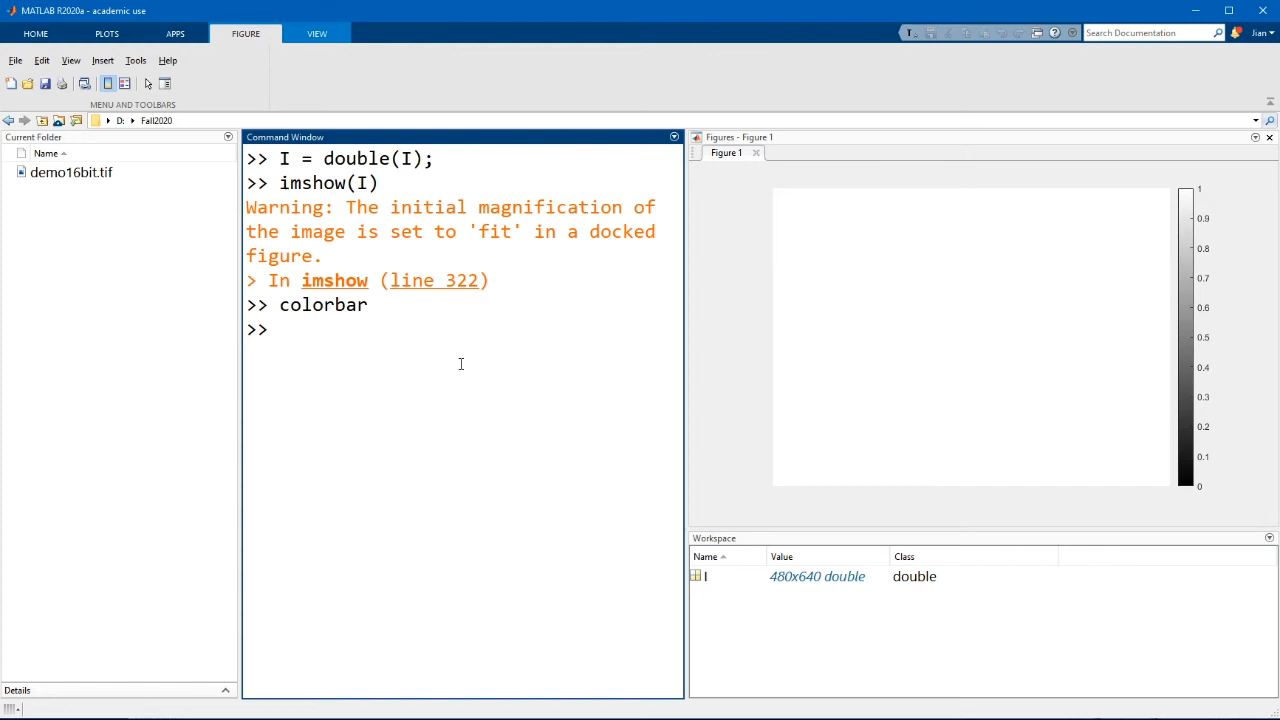 MATLAB R2020a - academic use
HOME PLOTS APPS FIGURE VIEW
Search Documentation
Jian
File Edit View Insert Tools Help
MENU AND TOOLBARS
D: Fall2020
Current Folder
Name
demo16bit.tif
Details
Command Window
>> I = double(I);
>> imshow(I)
Warning: The initial magnification of
the image is set to 'fit' in a docked
figure.
> In imshow (line 322)
>> colorbar
>>
Figures - Figure 1
Figure 1
1
0.9
0.8
0.7
0.6
0.5
0.4
0.3
0.2
0.1
0
Workspace
Name Value Class
I 480x640 double double